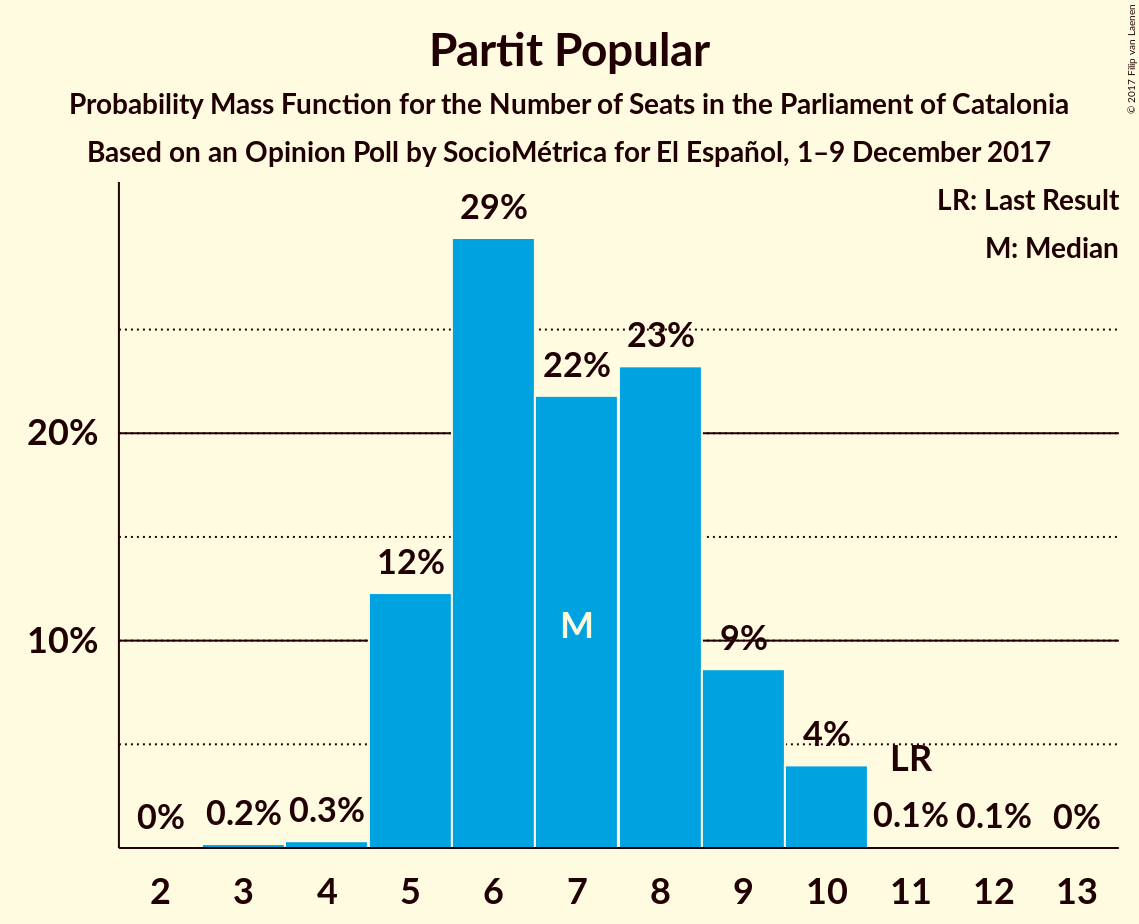 Partit Popular
Probability Mass Function for the Number of Seats in the Parliament of Catalonia
Based on an Opinion Poll by SocioMétrica for El Español, 1–9 December 2017
© 2017 Filip van Laenen
LR: Last Result
M: Median
20%
10%
0%
0.2%
0.3%
12%
29%
22%
23%
9%
4%
LR
0.1%
0.1%
0%
M
2 3 4 5 6 7 8 9 10 11 12 13